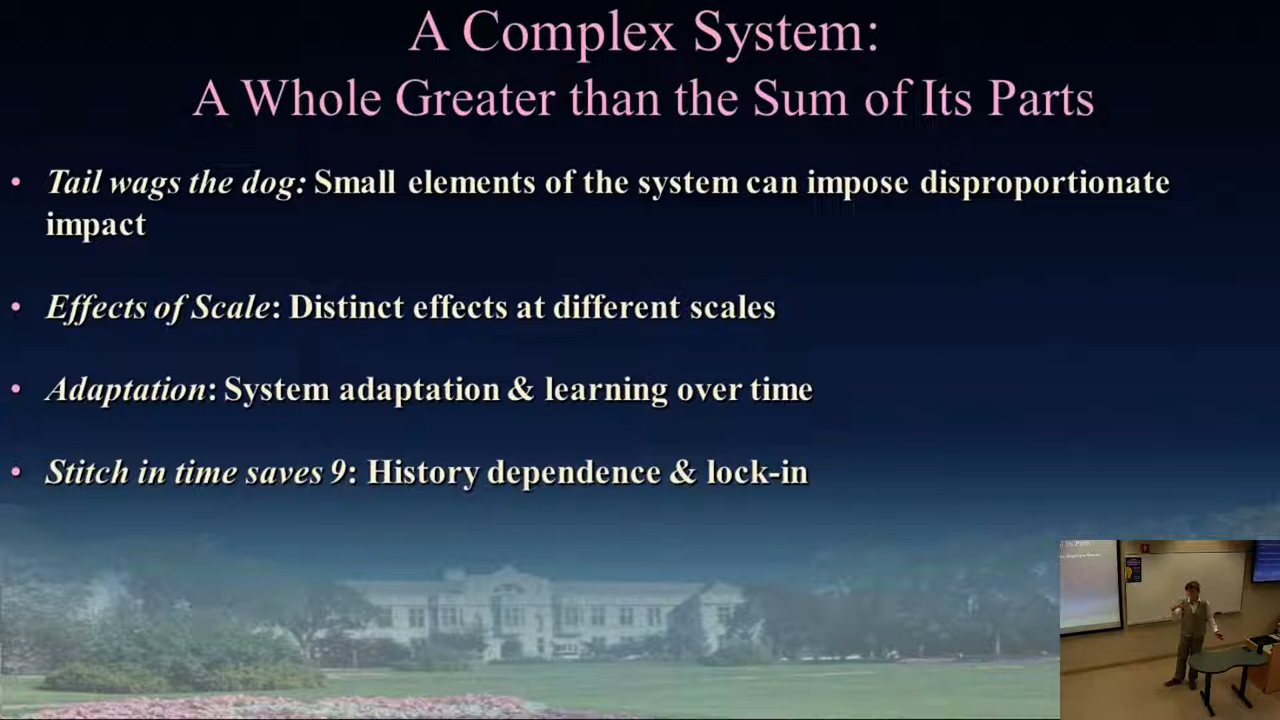 A Complex System:
A Whole Greater than the Sum of Its Parts
• Tail wags the dog: Small elements of the system can impose disproportionate
impact
• Effects of Scale: Distinct effects at different scales
• Adaptation: System adaptation & learning over time
• Stitch in time saves 9: History dependence & lock-in
Its Parts